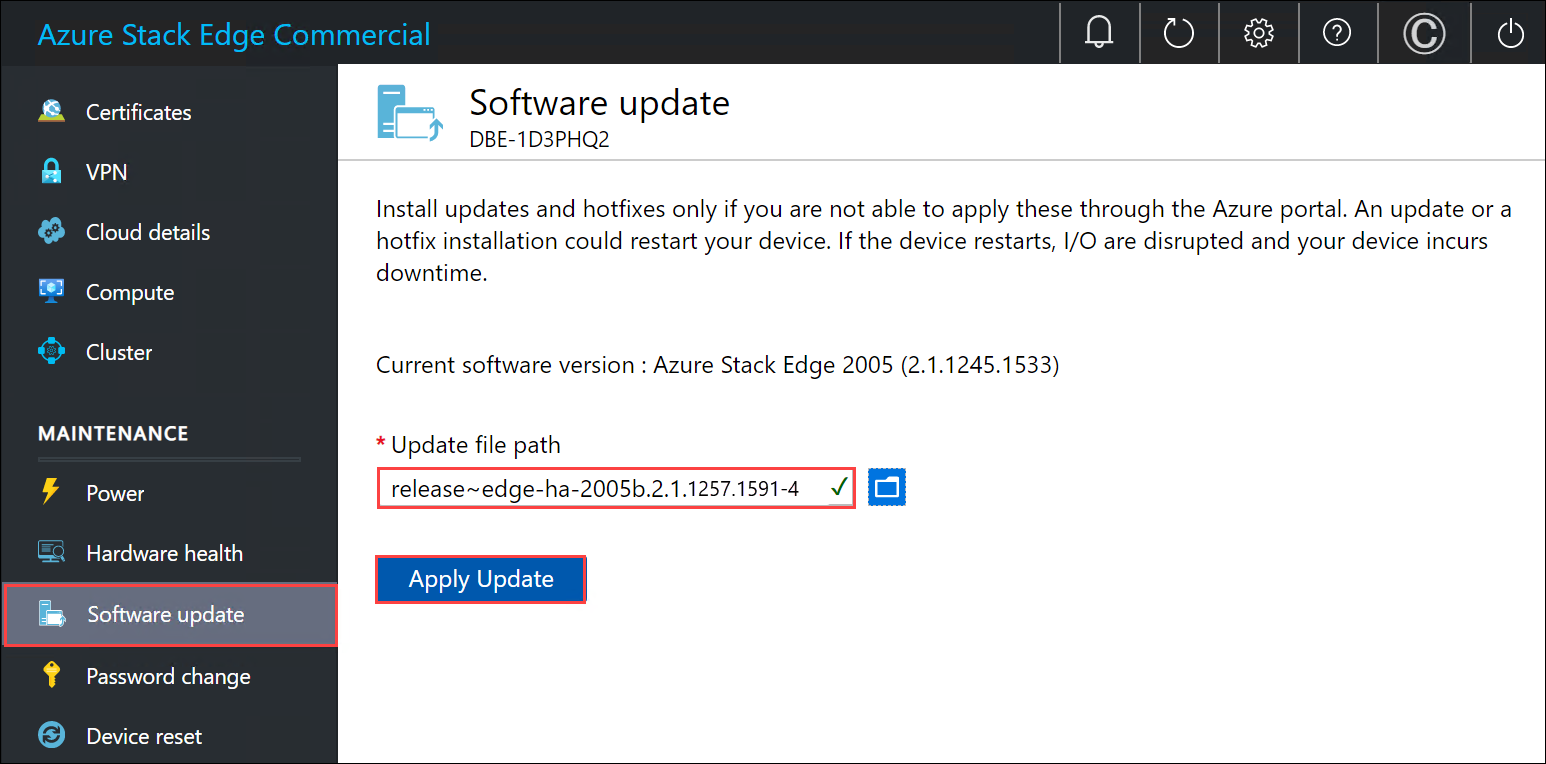 Azure Stack Edge Commercial
Certificates
VPN
Cloud details
Compute
Cluster
MAINTENANCE
Power
Hardware health
Software update
Password change
Device reset
Software update
DBE-1D3PHQ2
Install updates and hotfixes only if you are not able to apply these through the Azure portal. An update or a
hotfix installation could restart your device. If the device restarts, I/O are disrupted and your device incurs
downtime.
Current software version : Azure Stack Edge 2005 (2.1.1245.1533)
* Update file path
release~edge-ha-2005b.2.1.1257.1591-4
Apply Update